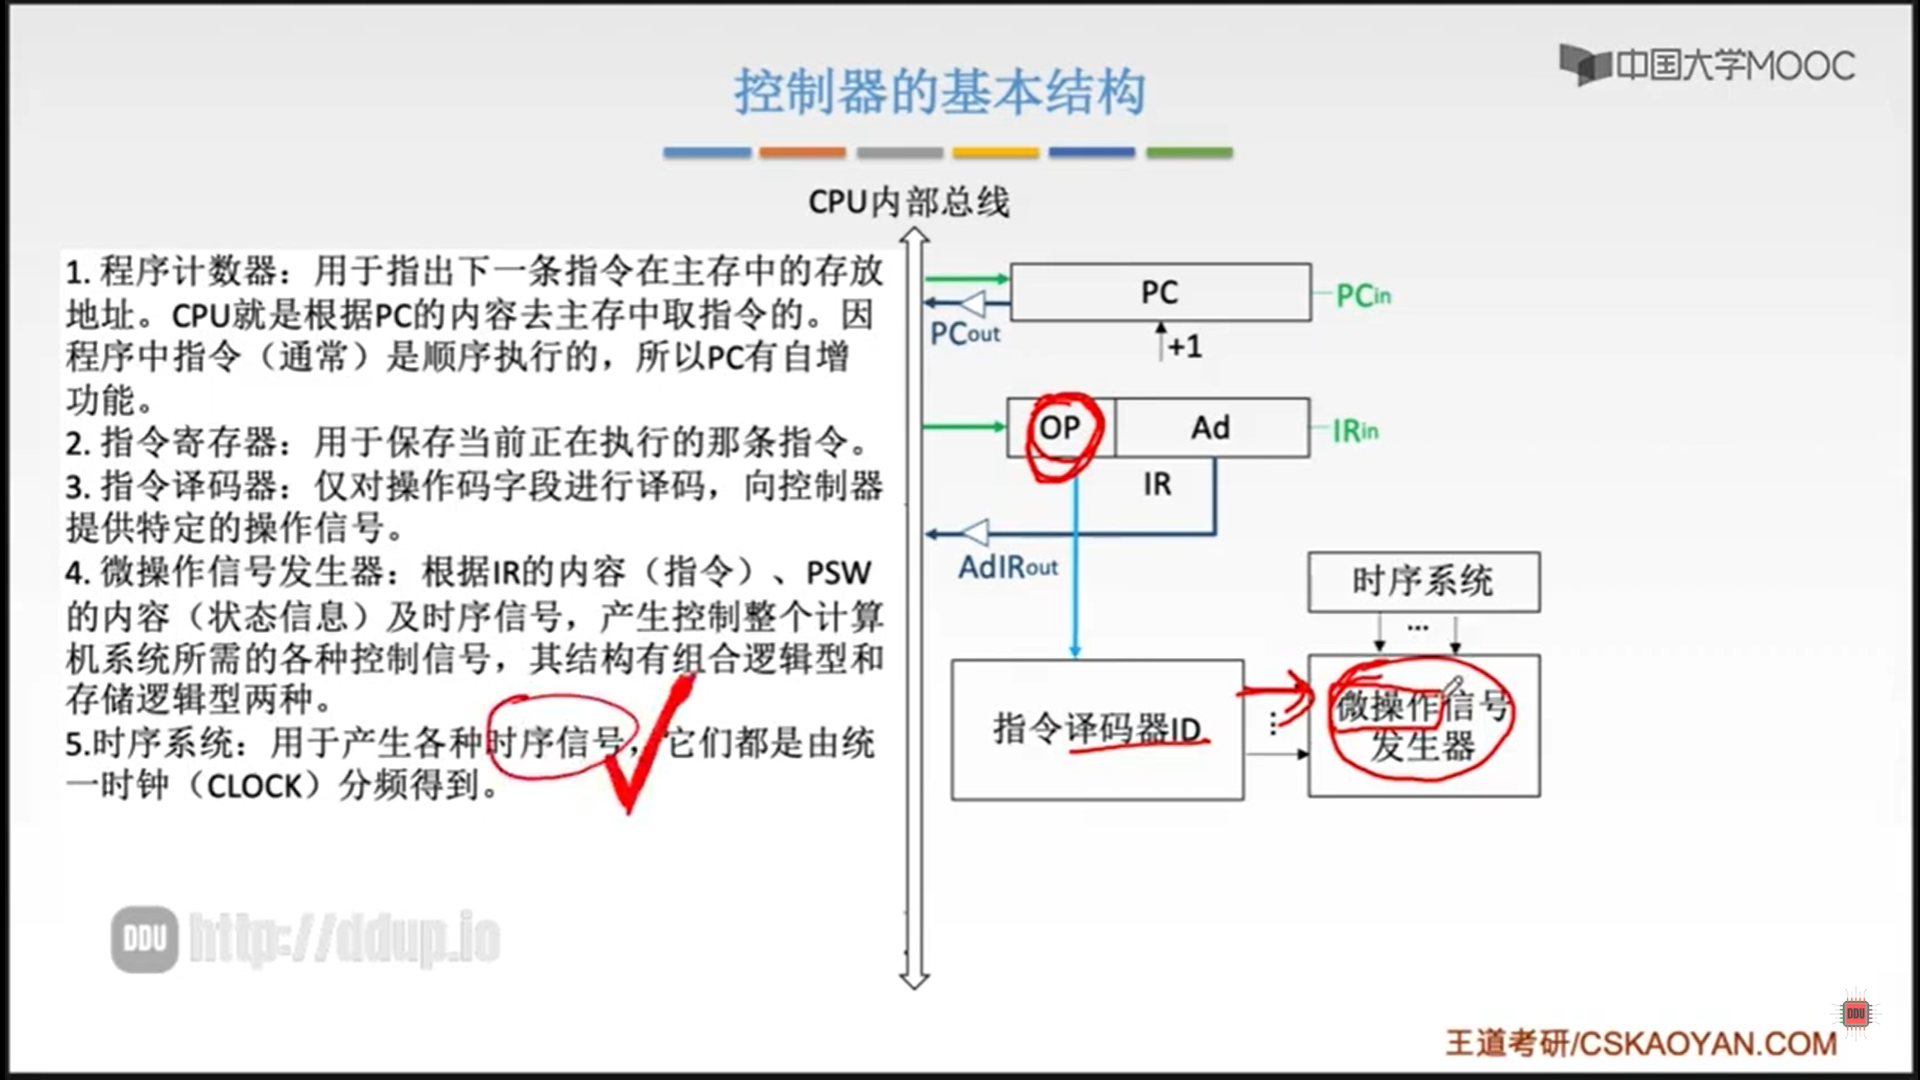 中国大学MOOC
控制器的基本结构
CPU内部总线
1. 程序计数器：用于指出下一条指令在主存中的存放
地址。CPU就是根据PC的内容去主存中取指令的。因
程序中指令（通常）是顺序执行的，所以PC有自增
功能。
2. 指令寄存器：用于保存当前正在执行的那条指令。
3. 指令译码器：仅对操作码字段进行译码，向控制器
提供特定的操作信号。
4. 微操作信号发生器：根据IR的内容（指令）、PSW
的内容（状态信息）及时序信号，产生控制整个计算
机系统所需的各种控制信号，其结构有组合逻辑型和
存储逻辑型两种。
5.时序系统：用于产生各种时序信号，它们都是由统
一时钟（CLOCK）分频得到。
PC
PCin
PCout
+1
OP
Ad
IRin
IR
AdIRout
时序系统
...
指令译码器ID
...
微操作信号
发生器
DDU http://ddup.io
DDU
王道考研/CSKAOYAN.COM